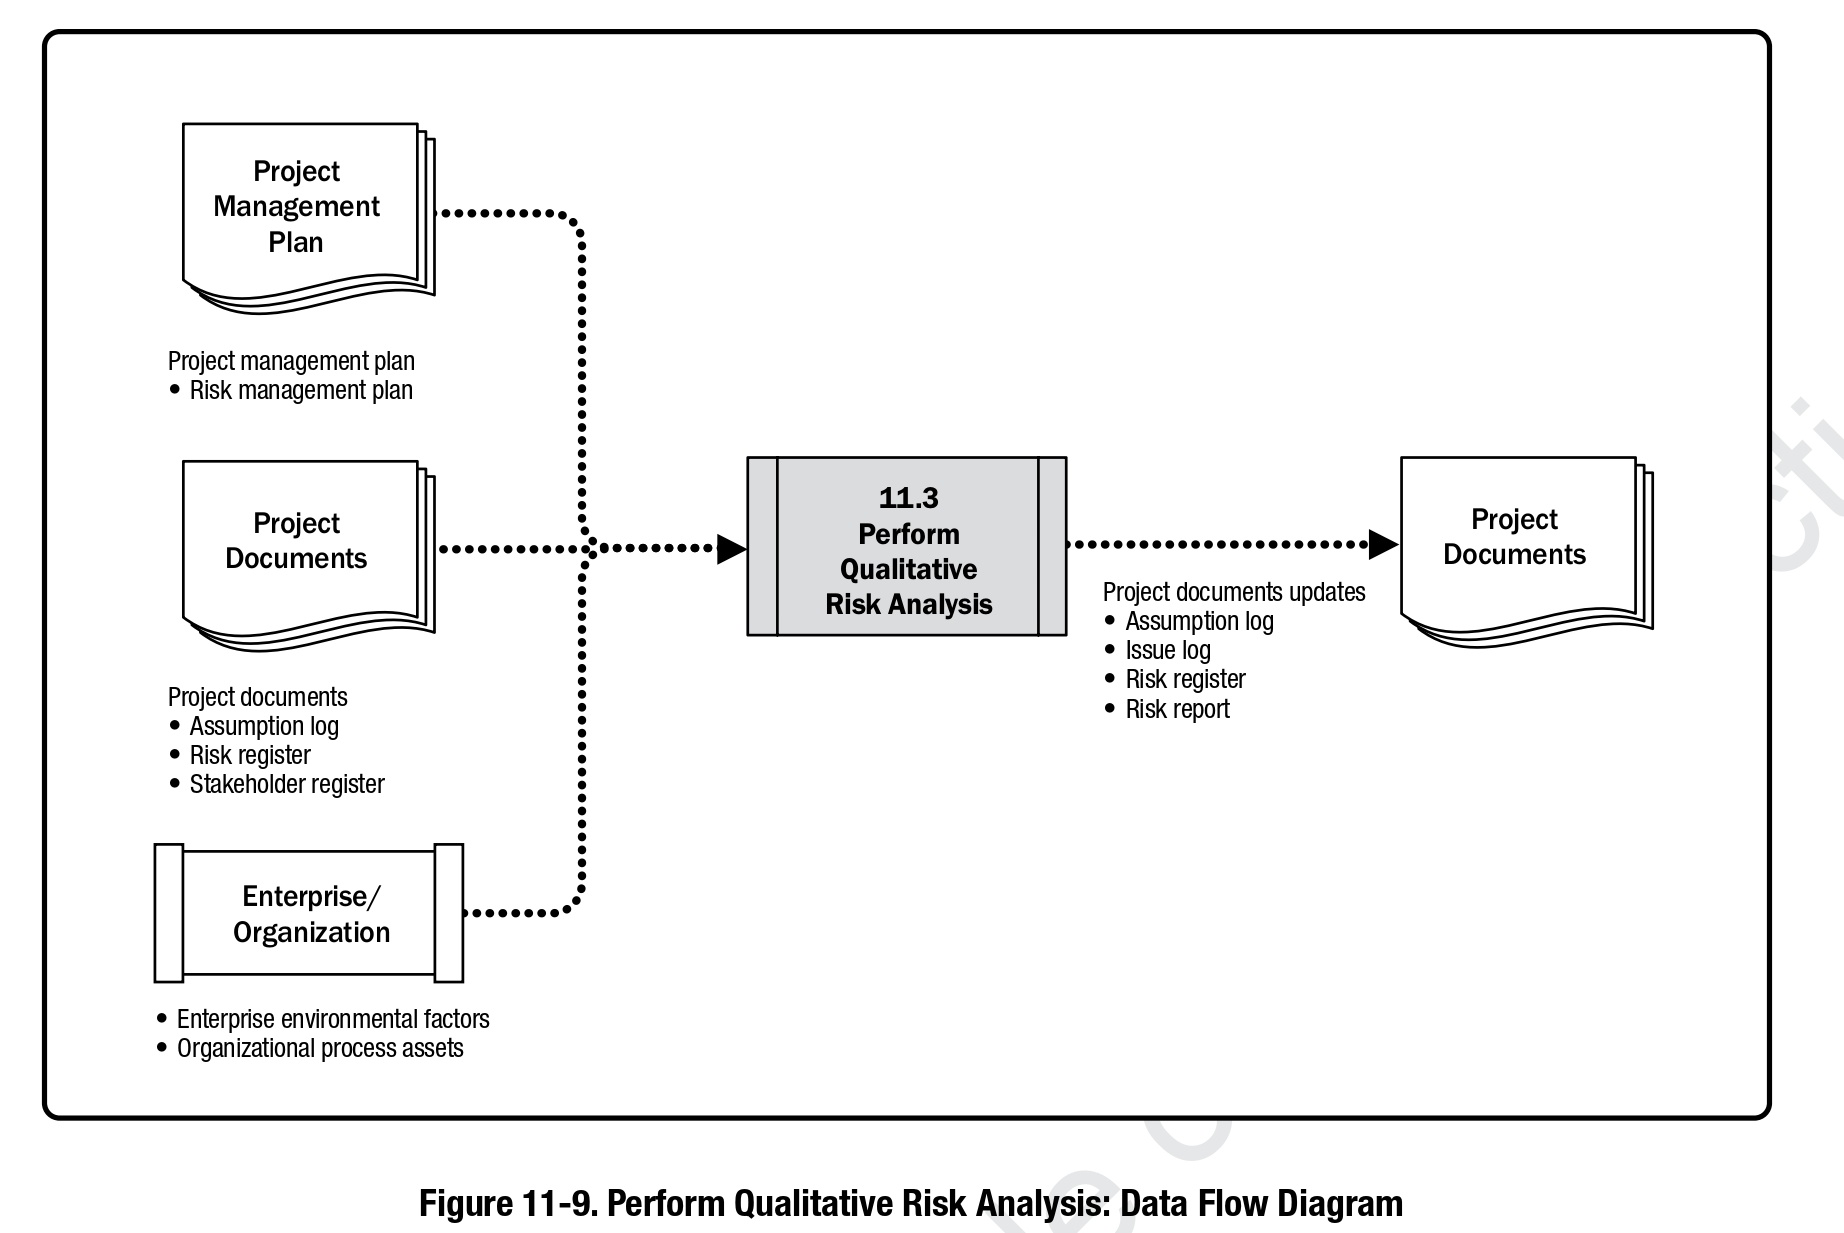 Project
Management
Plan
Project management plan
• Risk management plan
Project
Documents
Project documents
• Assumption log
• Risk register
• Stakeholder register
Enterprise/
Organization
• Enterprise environmental factors
• Organizational process assets
11.3
Perform
Qualitative
Risk Analysis
Project documents updates
• Assumption log
• Issue log
• Risk register
• Risk report
Project
Documents
Figure 11-9. Perform Qualitative Risk Analysis: Data Flow Diagram